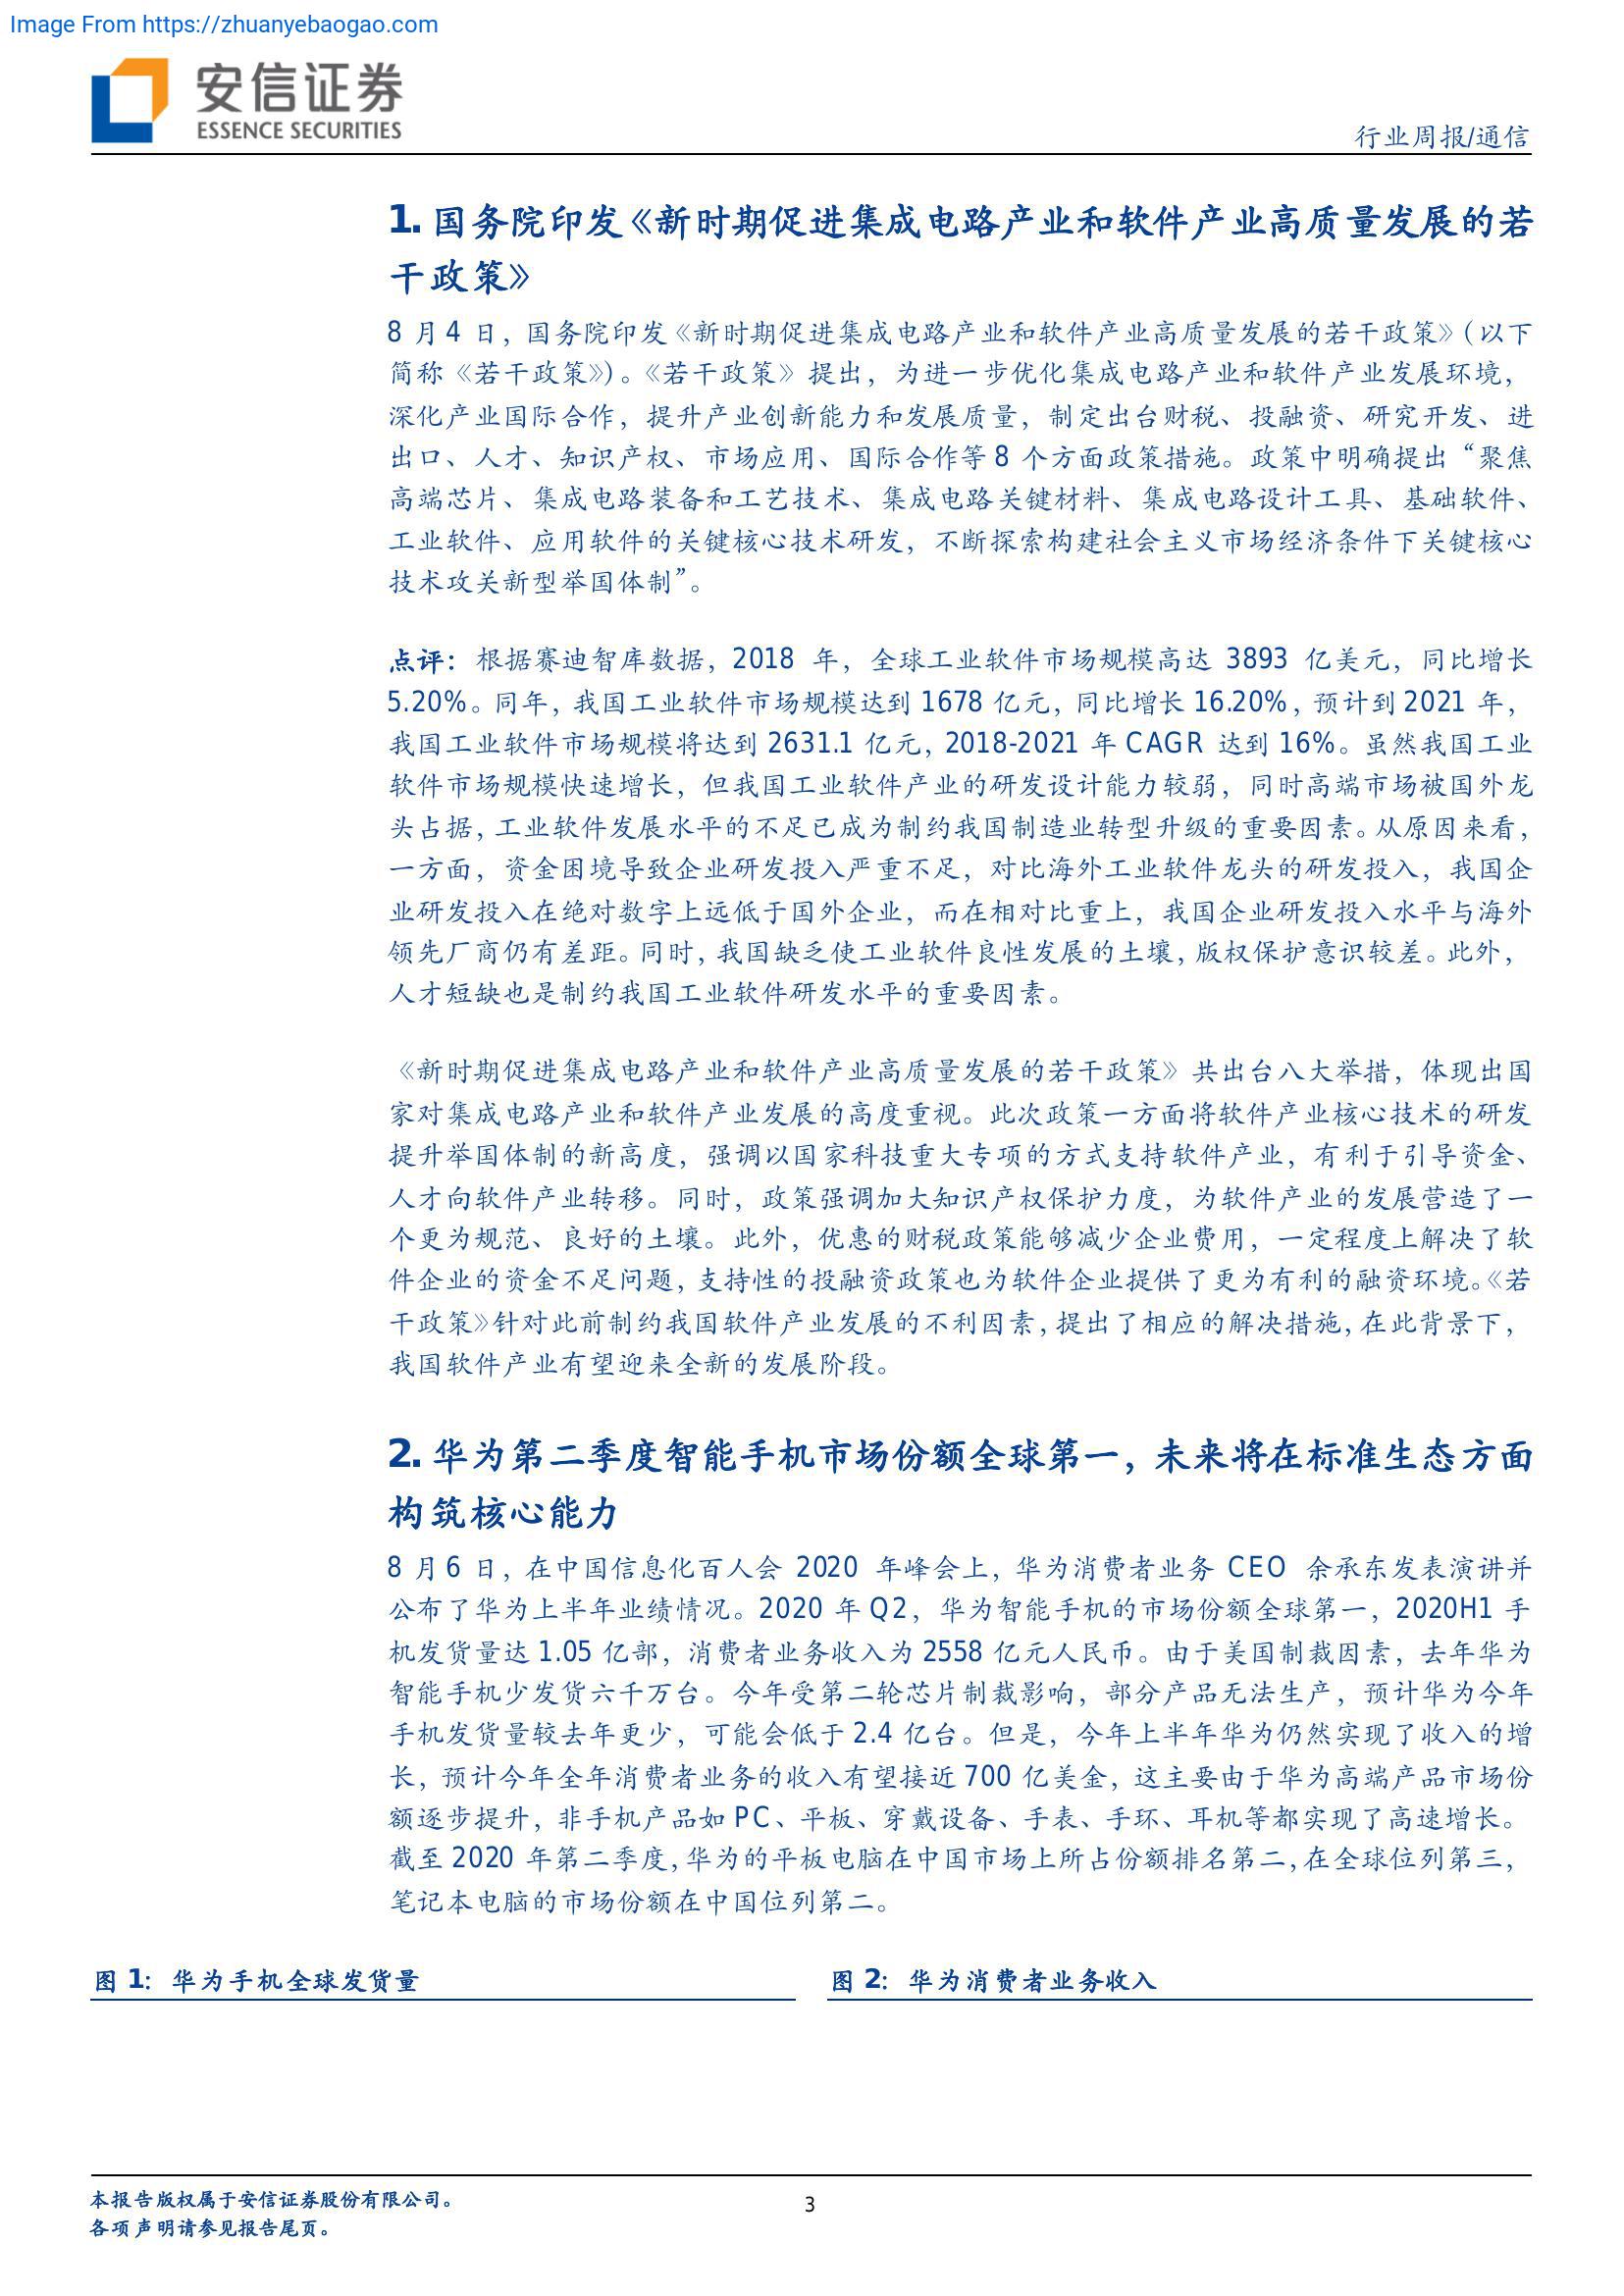 Image From https://zhuanyebaogao.com
安信证券
ESSENCE SECURITIES
行业周报/通信
1. 国务院印发《新时期促进集成电路产业和软件产业高质量发展的若
干政策》
8 月 4 日，国务院印发《新时期促进集成电路产业和软件产业高质量发展的若干政策》（以下
简称《若干政策》）。《若干政策》提出，为进一步优化集成电路产业和软件产业发展环境，
深化产业国际合作，提升产业创新能力和发展质量，制定出台财税、投融资、研究开发、进
出口、人才、知识产权、市场应用、国际合作等 8 个方面政策措施。政策中明确提出“聚焦
高端芯片、集成电路装备和工艺技术、集成电路关键材料、集成电路设计工具、基础软件、
工业软件、应用软件的关键核心技术研发，不断探索构建社会主义市场经济条件下关键核心
技术攻关新型举国体制”。
点评：根据赛迪智库数据，2018 年，全球工业软件市场规模高达 3893 亿美元，同比增长
5.20%。同年，我国工业软件市场规模达到 1678 亿元，同比增长 16.20%，预计到 2021 年，
我国工业软件市场规模将达到 2631.1 亿元，2018-2021 年 CAGR 达到 16%。虽然我国工业
软件市场规模快速增长，但我国工业软件产业的研发设计能力较弱，同时高端市场被国外龙
头占据，工业软件发展水平的不足已成为制约我国制造业转型升级的重要因素。从原因来看，
一方面，资金困境导致企业研发投入严重不足，对比海外工业软件龙头的研发投入，我国企
业研发投入在绝对数字上远低于国外企业，而在相对比重上，我国企业研发投入水平与海外
领先厂商仍有差距。同时，我国缺乏使工业软件良性发展的土壤，版权保护意识较差。此外，
人才短缺也是制约我国工业软件研发水平的重要因素。
《新时期促进集成电路产业和软件产业高质量发展的若干政策》共出台八大举措，体现出国
家对集成电路产业和软件产业发展的高度重视。此次政策一方面将软件产业核心技术的研发
提升举国体制的新高度，强调以国家科技重大专项的方式支持软件产业，有利于引导资金、
人才向软件产业转移。同时，政策强调加大知识产权保护力度，为软件产业的发展营造了一
个更为规范、良好的土壤。此外，优惠的财税政策能够减少企业费用，一定程度上解决了软
件企业的资金不足问题，支持性的投融资政策也为软件企业提供了更为有利的融资环境。《若
干政策》针对此前制约我国软件产业发展的不利因素，提出了相应的解决措施，在此背景下，
我国软件产业有望迎来全新的发展阶段。
2. 华为第二季度智能手机市场份额全球第一，未来将在标准生态方面
构筑核心能力
8 月 6 日，在中国信息化百人会 2020 年峰会上，华为消费者业务 CEO 余承东发表演讲并
公布了华为上半年业绩情况。2020 年 Q2，华为智能手机的市场份额全球第一，2020H1 手
机发货量达 1.05 亿部，消费者业务收入为 2558 亿元人民币。由于美国制裁因素，去年华为
智能手机少发货六千万台。今年受第二轮芯片制裁影响，部分产品无法生产，预计华为今年
手机发货量较去年更少，可能会低于 2.4 亿台。但是，今年上半年华为仍然实现了收入的增
长，预计今年全年消费者业务的收入有望接近 700 亿美金，这主要由于华为高端产品市场份
额逐步提升，非手机产品如 PC、平板、穿戴设备、手表、手环、耳机等都实现了高速增长。
截至 2020 年第二季度，华为的平板电脑在中国市场上所占份额排名第二，在全球位列第三，
笔记本电脑的市场份额在中国位列第二。
图 1：华为手机全球发货量
图 2：华为消费者业务收入
本报告版权属于安信证券股份有限公司。
各项声明请参见报告尾页。
3